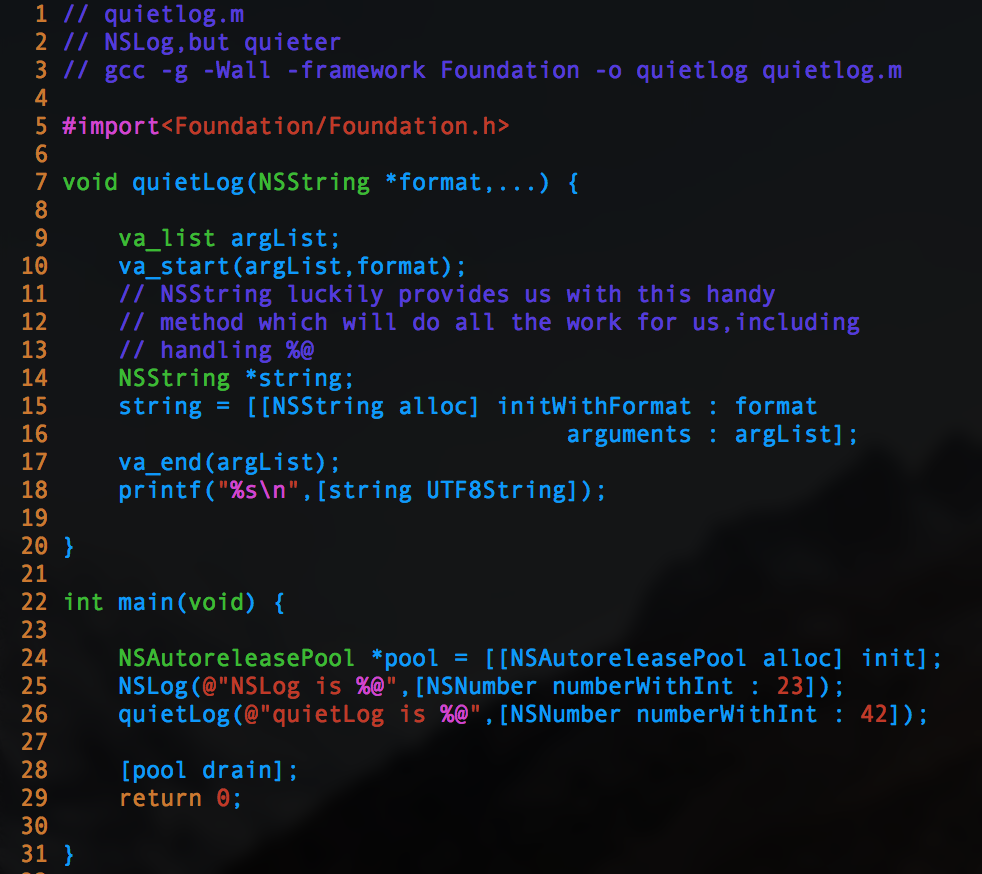 1 // quietlog.m
2 // NSLog,but quieter
3 // gcc -g -Wall -framework Foundation -o quietlog quietlog.m
4
5 #import<Foundation/Foundation.h>
6
7 void quietLog(NSString *format,...) {
8
9     va_list argList;
10     va_start(argList,format);
11     // NSString luckily provides us with this handy
12     // method which will do all the work for us,including
13     // handling %@
14     NSString *string;
15     string = [[NSString alloc] initWithFormat : format
16                                     arguments : argList];
17     va_end(argList);
18     printf("%s\n",[string UTF8String]);
19
20 }
21
22 int main(void) {
23
24     NSAutoreleasePool *pool = [[NSAutoreleasePool alloc] init];
25     NSLog(@"NSLog is %@",[NSNumber numberWithInt : 23]);
26     quietLog(@"quietLog is %@",[NSNumber numberWithInt : 42]);
27
28     [pool drain];
29     return 0;
30
31 }